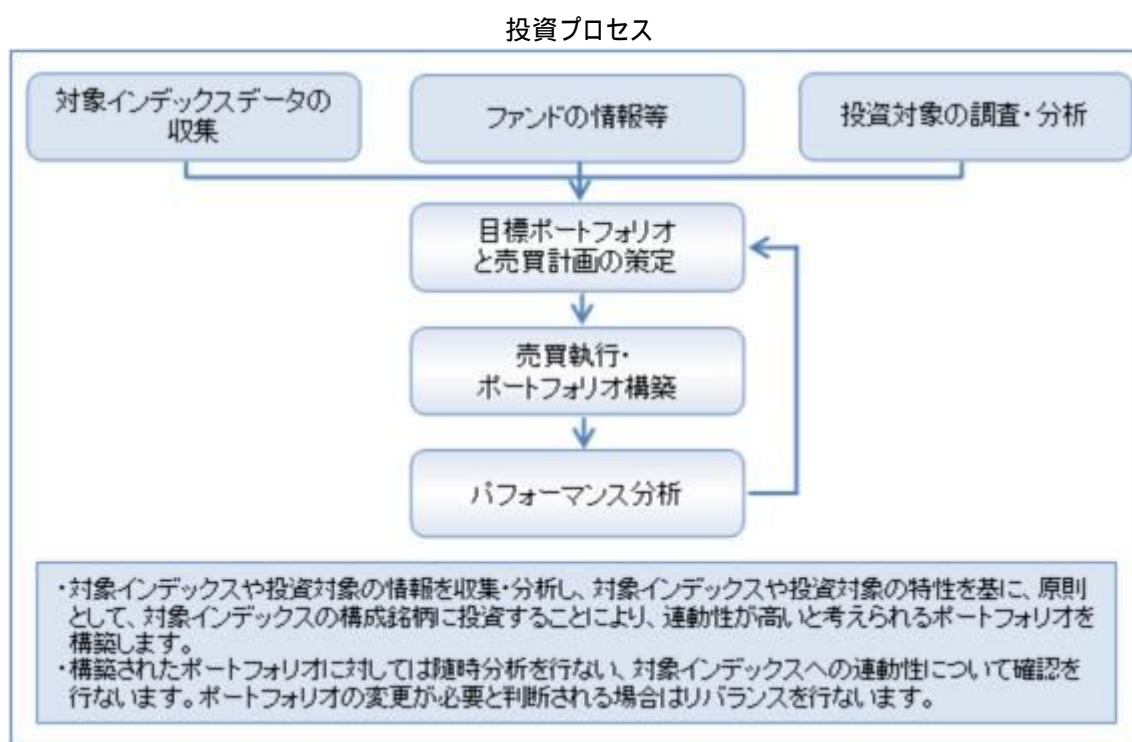 投資プロセス
対象インデックスデータの
収集
ファンドの情報等
投資対象の調査・分析
目標ポートフォリオ
と売買計画の策定
売買執行・
ポートフォリオ構築
パフォーマンス分析
・対象インデックスや投資対象の情報を収集・分析し、対象インデックスや投資対象の特性を基に、原則
として、対象インデックスの構成銘柄に投資することにより、連動性が高いと考えられるポートフォリオを
構築します。
・構築されたポートフォリオに対しては随時分析を行ない、対象インデックスへの連動性について確認を
行ないます。ポートフォリオの変更が必要と判断される場合はリバランスを行ないます。